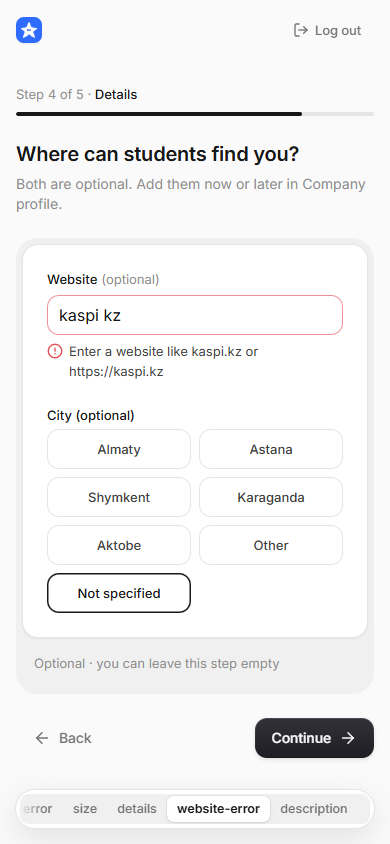 Log out
Step 4 of 5 · Details
Where can students find you?
Both are optional. Add them now or later in Company
profile.
Website (optional)
kaspi kz
Enter a website like kaspi.kz or
https://kaspi.kz
City (optional)
Almaty Astana
Shymkent Karaganda
Aktobe Other
Not specified
Optional · you can leave this step empty
Back Continue
error size details website-error description